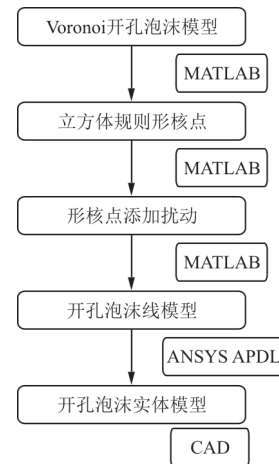 Voronoi开孔泡沫模型
MATLAB
立方体规则形核点
MATLAB
形核点添加扰动
MATLAB
开孔泡沫线模型
ANSYS APDL
开孔泡沫实体模型
CAD